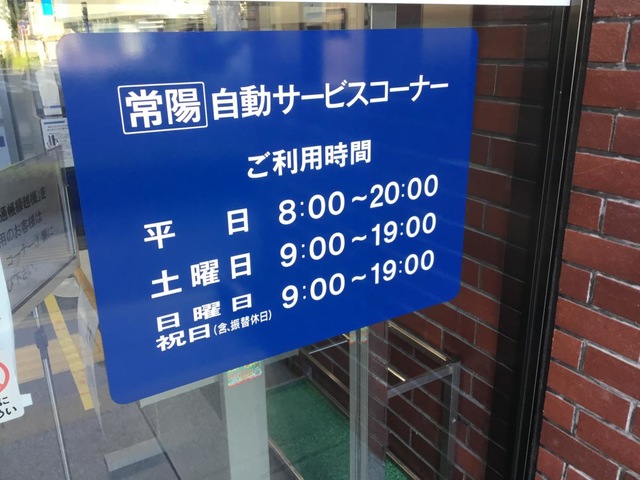 常陽 自動サービスコーナー
ご利用時間
平日 8:00～20:00
土曜日 9:00～19:00
日曜日 9:00～19:00
祝日(含、振替休日)